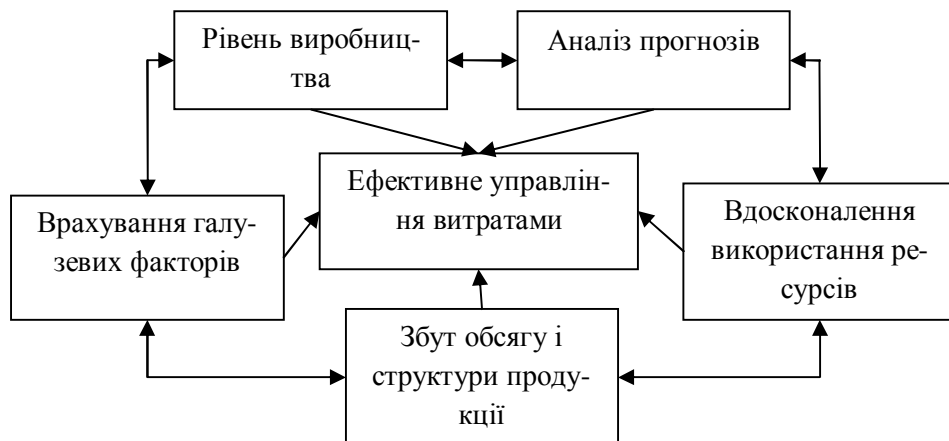 Рівень виробниц-
тва
Аналіз прогнозів
Ефективне управлін-
ня витратами
Врахування галу-
зевих факторів
Вдосконалення
використання ре-
сурсів
Збут обсягу і
структури проду-
кції